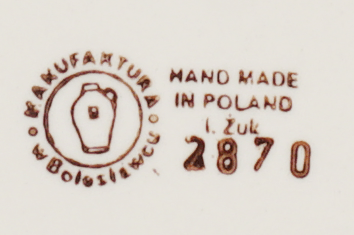 MANUFAKTURA
w Bolesławcu
HAND MADE
IN POLAND
I. Żuk
2870